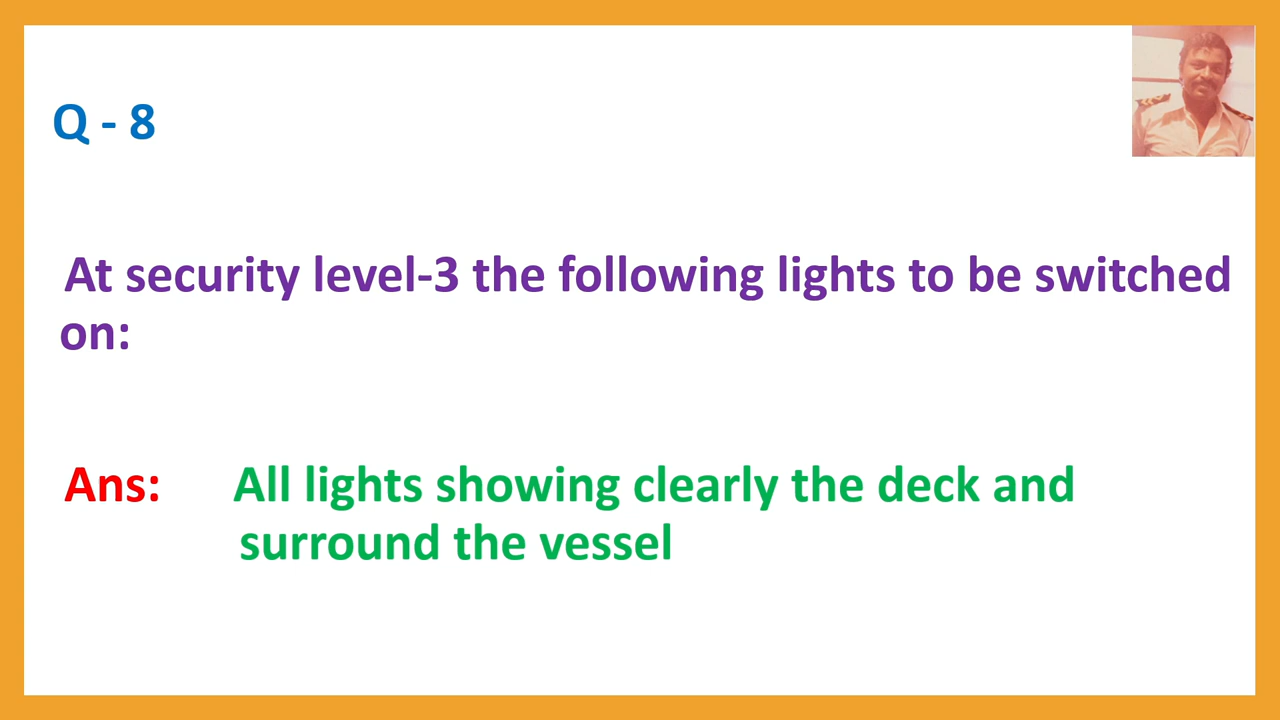 Q - 8
At security level-3 the following lights to be switched
on:
Ans: All lights showing clearly the deck and
surround the vessel